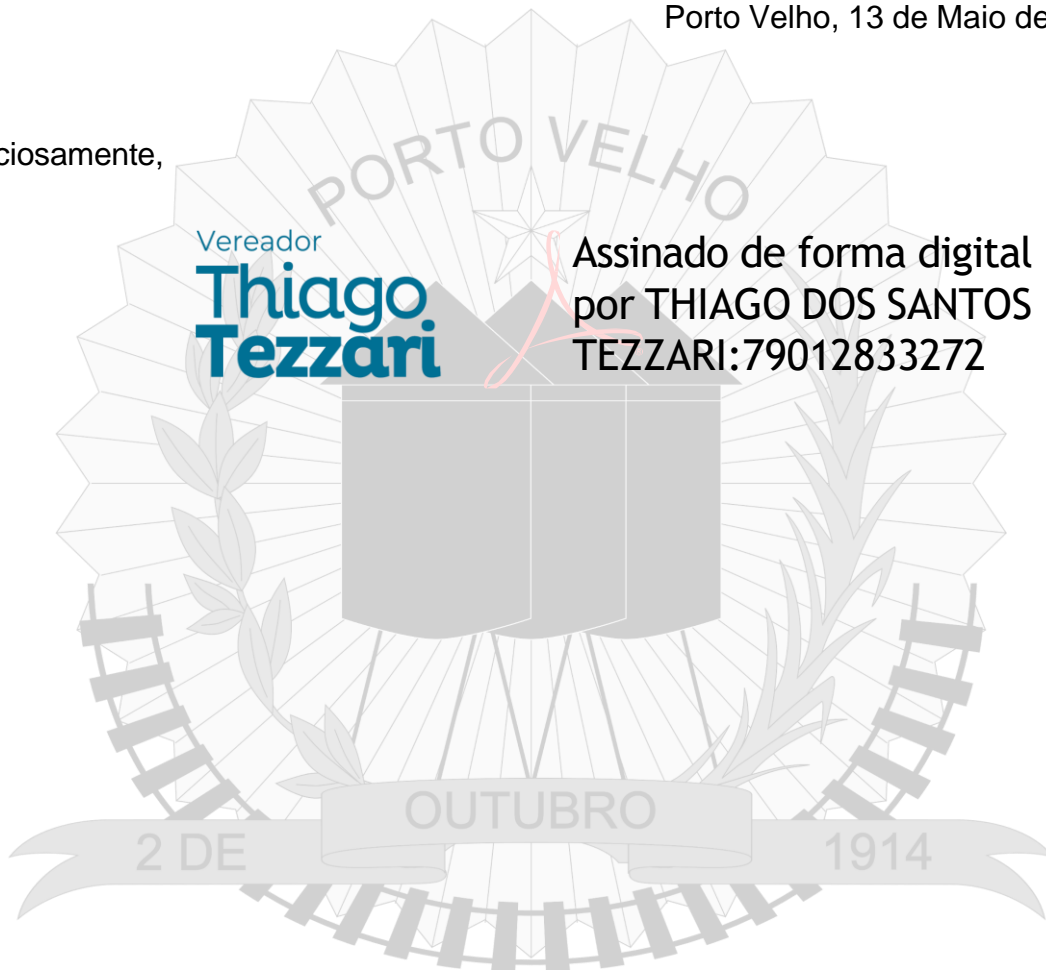 Porto Velho, 13 de Maio de
ciosamente,
PORTO VELHO
Vereador
Thiago
Tezzari
Assinado de forma digital
por THIAGO DOS SANTOS
TEZZARI:79012833272
OUTUBRO
2 DE
1914